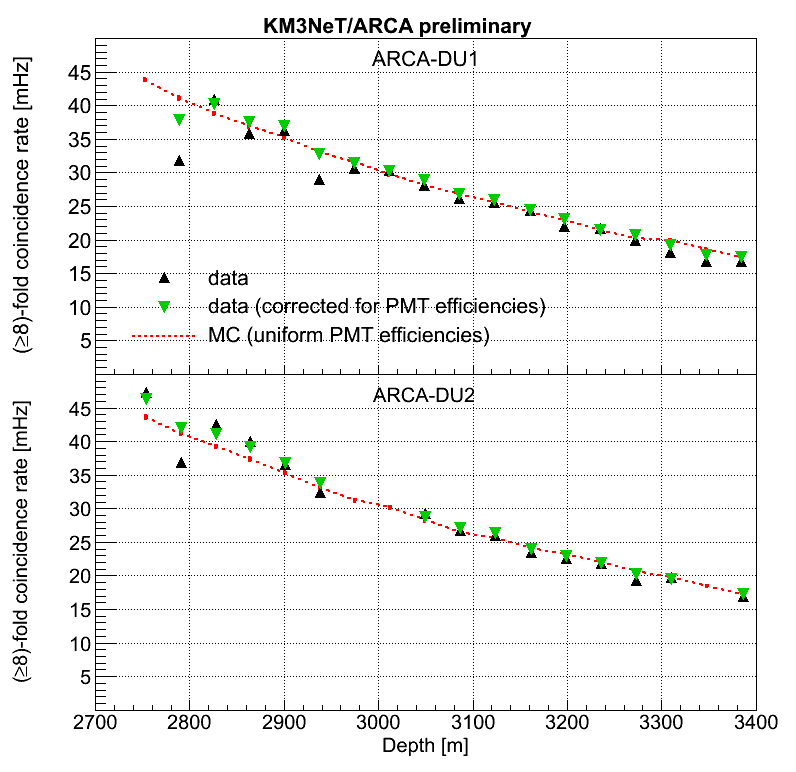 KM3NeT/ARCA preliminary
ARCA-DU1
(≥8)-fold coincidence rate [mHz]
45
40
35
30
25
20
15
10
5
data
data (corrected for PMT efficiencies)
MC (uniform PMT efficiencies)
ARCA-DU2
(≥8)-fold coincidence rate [mHz]
45
40
35
30
25
20
15
10
5
2700 2800 2900 3000 3100 3200 3300 3400
Depth [m]